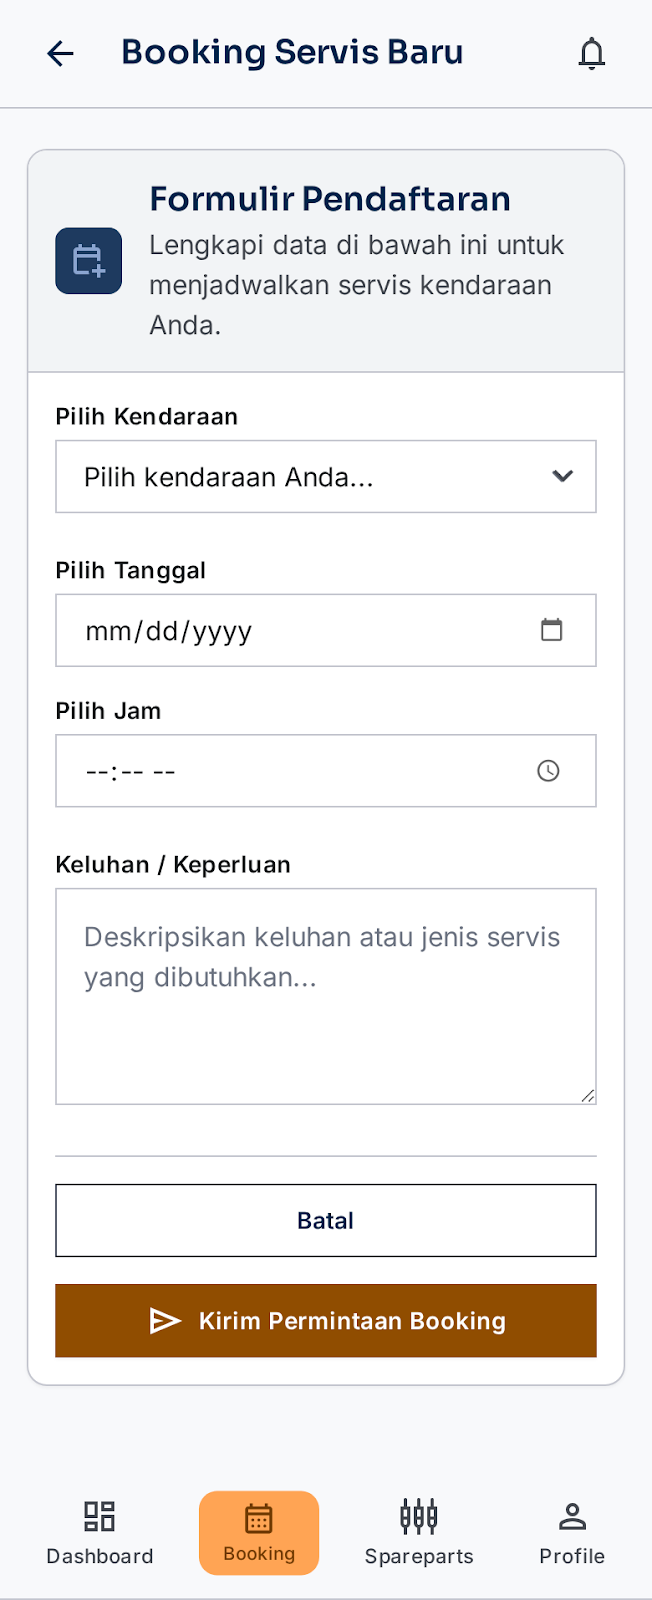 Booking Servis Baru
Formulir Pendaftaran
Lengkapi data di bawah ini untuk
menjadwalkan servis kendaraan
Anda.
Pilih Kendaraan
Pilih kendaraan Anda...
Pilih Tanggal
mm/dd/yyyy
Pilih Jam
--:-- --
Keluhan / Keperluan
Deskripsikan keluhan atau jenis servis
yang dibutuhkan...
Batal
Kirim Permintaan Booking
Dashboard
Booking
Spareparts
Profile